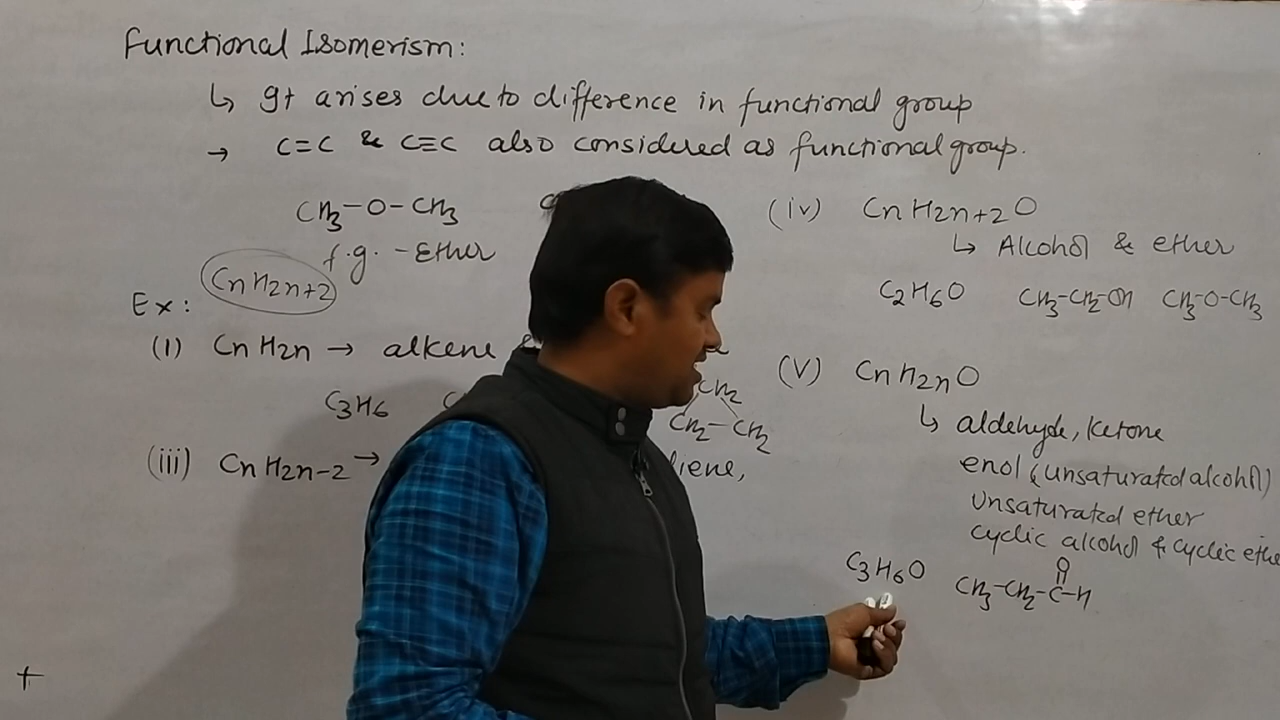 Functional Isomerism:
↳ It arises due to difference in functional group
→ C=C & C≡C also considered as functional group.
CH3-O-CH3
f.g. - Ether
CnH2n+2
Ex:
(1) CnH2n → alkene
C3H6
CH2
CH2-CH2
(iii) CnH2n-2 →
(iv) CnH2n+2O
↳ Alcohol & ether
C2H6O CH3-CH2-OH CH3-O-CH3
(V) CnH2nO
↳ aldehyde, Ketone
enol (unsaturated alcohol)
Unsaturated ether
cyclic alcohol & cyclic ethe
O
C3H6O CH3-CH2-C-H
+